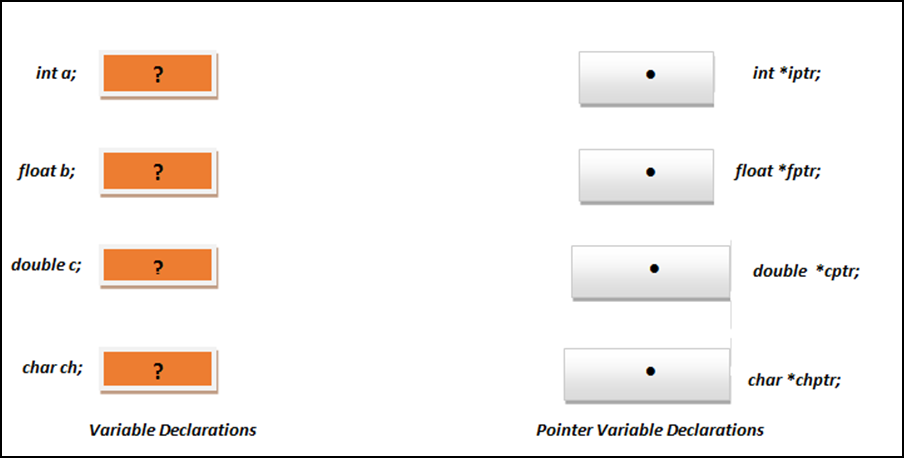 int a;
?
int *iptr;
float b;
?
float *fptr;
double c;
?
double *cptr;
char ch;
?
char *chptr;
Variable Declarations
Pointer Variable Declarations